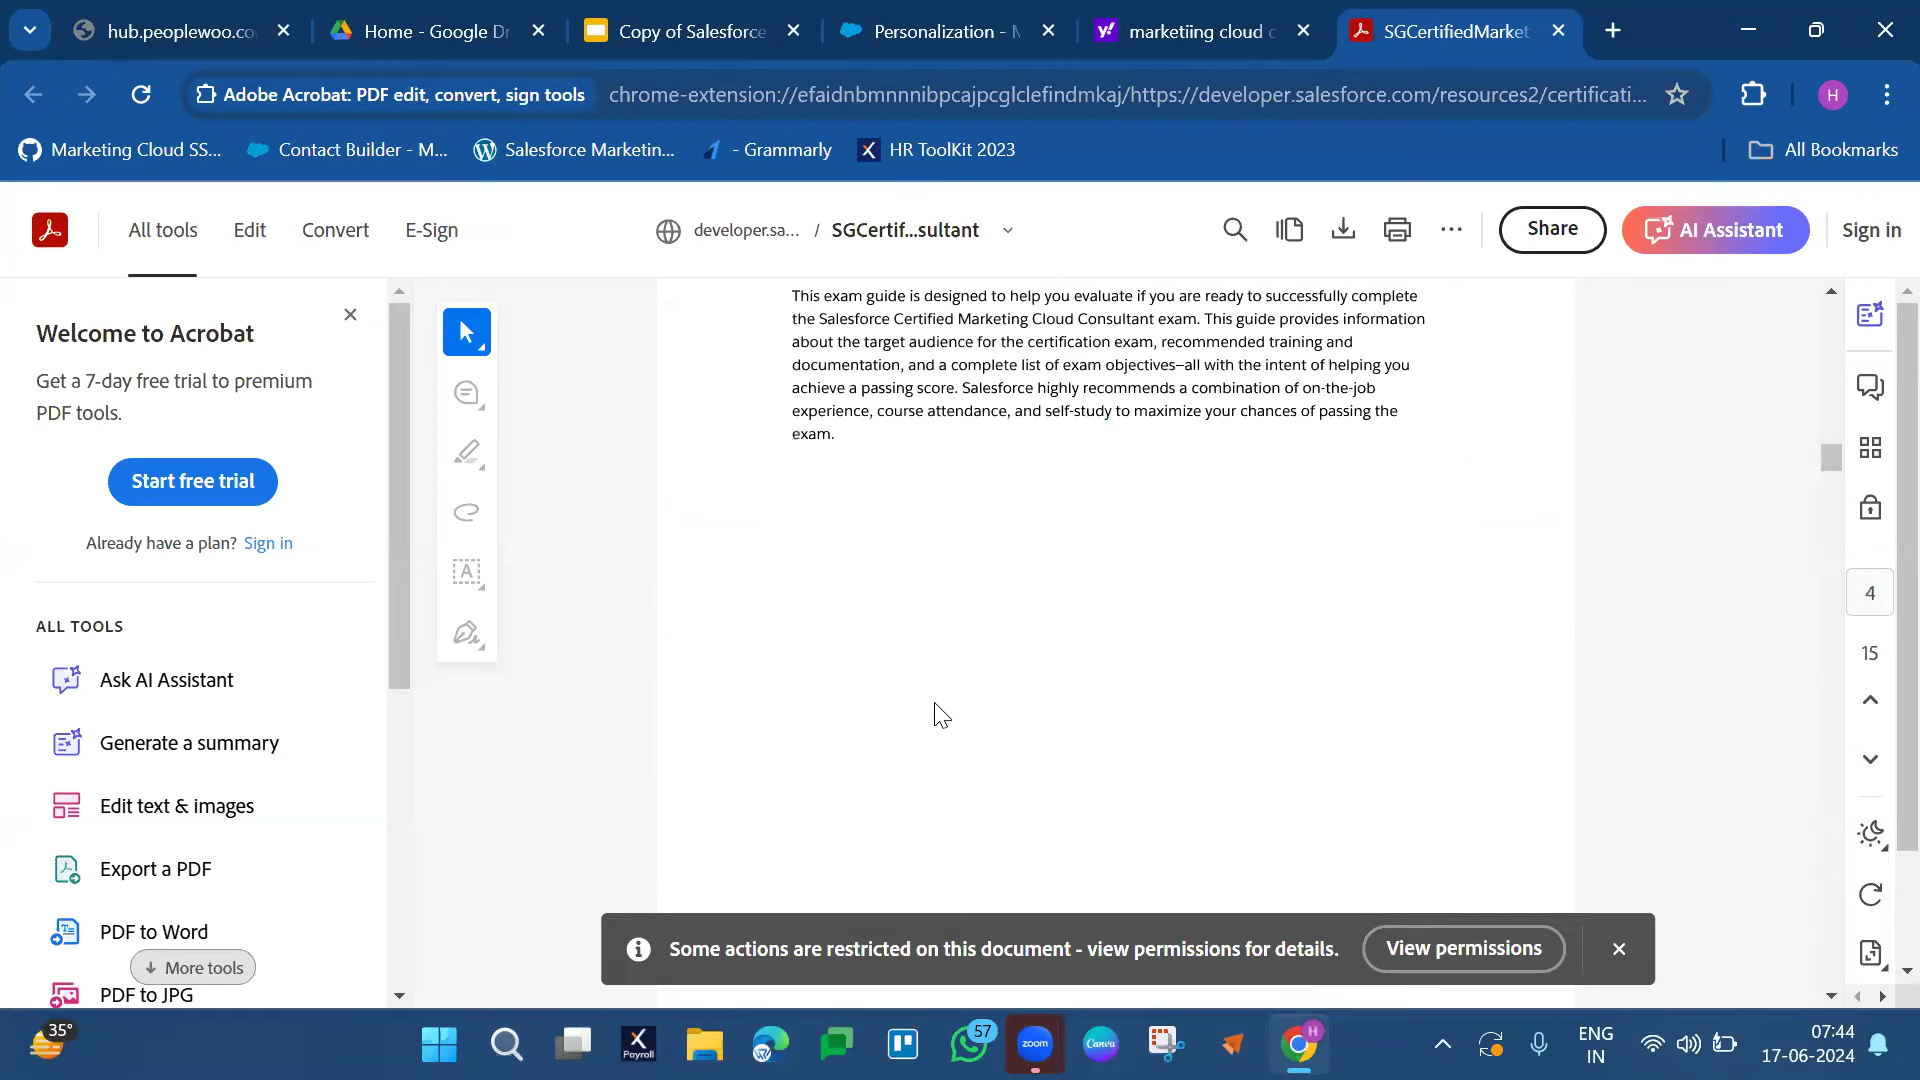 hub.peoplewoo.co
Home - Google Dr
Copy of Salesforce
Personalization - M
marketiing cloud c
SGCertifiedMarket
Adobe Acrobat: PDF edit, convert, sign tools
chrome-extension://efaidnbmnnnibpcajpcglclefindmkaj/https://developer.salesforce.com/resources2/certificati...
H
Marketing Cloud SS...
Contact Builder - M...
Salesforce Marketin...
- Grammarly
HR ToolKit 2023
All Bookmarks
All tools
Edit
Convert
E-Sign
developer.sa... / SGCertif...sultant
Share
AI Assistant
Sign in
Welcome to Acrobat
Get a 7-day free trial to premium
PDF tools.
Start free trial
Already have a plan? Sign in
ALL TOOLS
Ask AI Assistant
Generate a summary
Edit text & images
Export a PDF
PDF to Word
More tools
PDF to JPG
This exam guide is designed to help you evaluate if you are ready to successfully complete
the Salesforce Certified Marketing Cloud Consultant exam. This guide provides information
about the target audience for the certification exam, recommended training and
documentation, and a complete list of exam objectives–all with the intent of helping you
achieve a passing score. Salesforce highly recommends a combination of on-the-job
experience, course attendance, and self-study to maximize your chances of passing the
exam.
4
15
Some actions are restricted on this document - view permissions for details.
View permissions
35°
X
Payroll
57
zoom
Canva
H
ENG
IN
07:44
17-06-2024